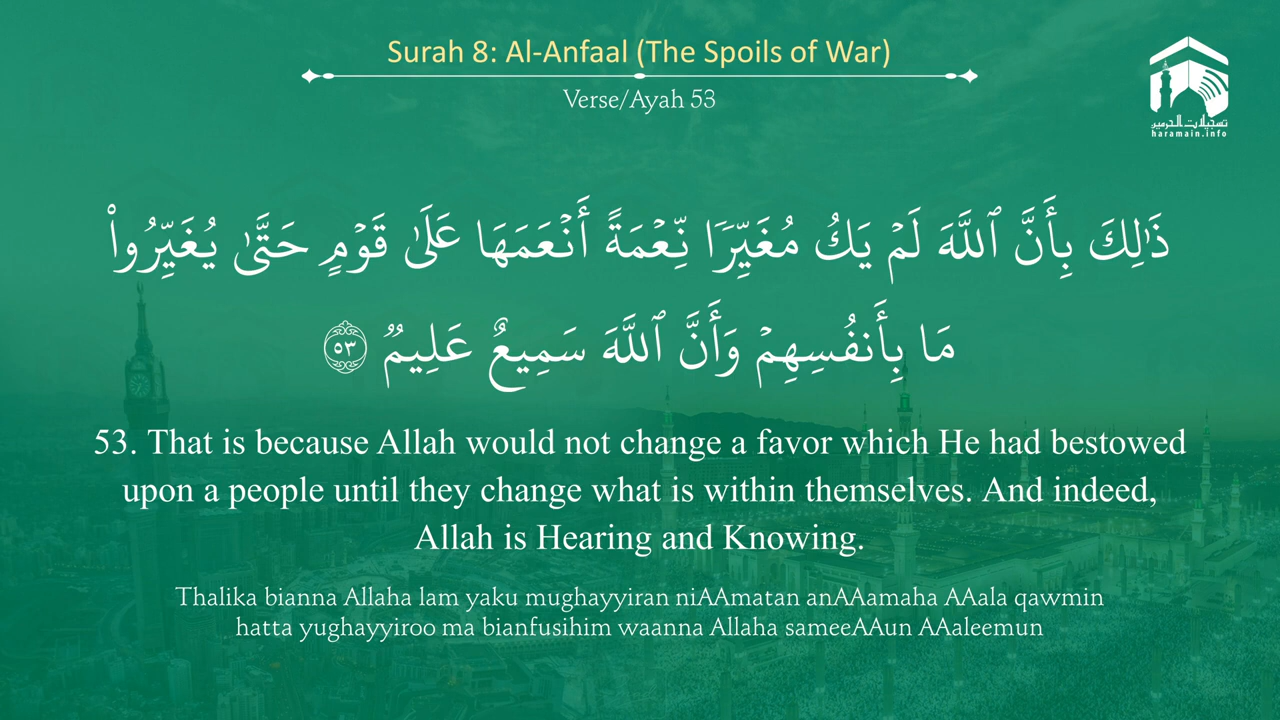 Surah 8: Al-Anfaal (The Spoils of War)
Verse/Ayah 53
تسجيلات الحرمين
haramain.info
ذَٰلِكَ بِأَنَّ ٱللَّهَ لَمۡ يَكُ مُغَيِّرٗا نِّعۡمَةً أَنۡعَمَهَا عَلَىٰ قَوۡمٍ حَتَّىٰ يُغَيِّرُواْ
مَا بِأَنفُسِهِمۡ وَأَنَّ ٱللَّهَ سَمِيعٌ عَلِيمٞ ٥٣
53. That is because Allah would not change a favor which He had bestowed
upon a people until they change what is within themselves. And indeed,
Allah is Hearing and Knowing.
Thalika bianna Allaha lam yaku mughayyiran niAAmatan anAAamaha AAala qawmin
hatta yughayyiroo ma bianfusihim waanna Allaha sameeAAun AAaleemun